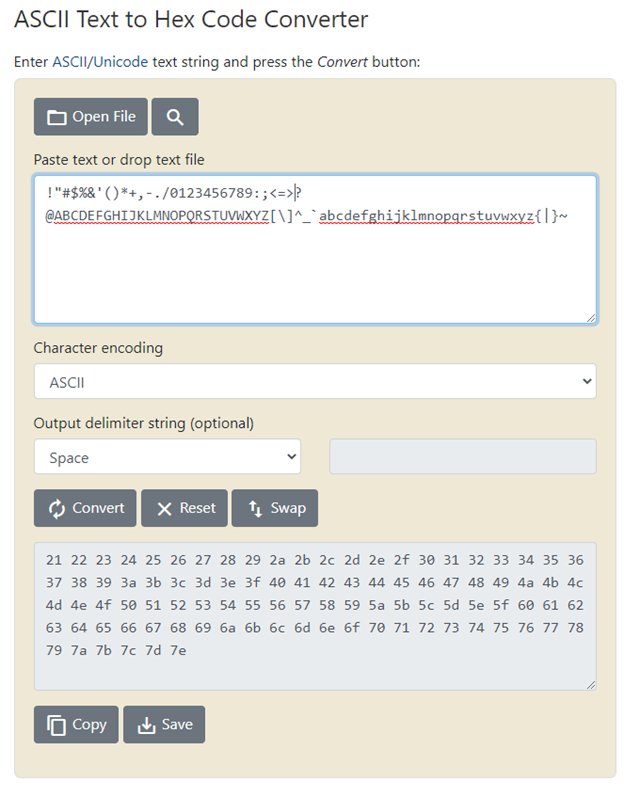 ASCII Text to Hex Code Converter
Enter ASCII/Unicode text string and press the Convert button:
Open File
Paste text or drop text file
!"#$%&'()*+,-./0123456789:;<=>?
@ABCDEFGHIJKLMNOPQRSTUVWXYZ[\]^_`abcdefghijklmnopqrstuvwxyz{|}~
Character encoding
ASCII
Output delimiter string (optional)
Space
Convert Reset Swap
21 22 23 24 25 26 27 28 29 2a 2b 2c 2d 2e 2f 30 31 32 33 34 35 36
37 38 39 3a 3b 3c 3d 3e 3f 40 41 42 43 44 45 46 47 48 49 4a 4b 4c
4d 4e 4f 50 51 52 53 54 55 56 57 58 59 5a 5b 5c 5d 5e 5f 60 61 62
63 64 65 66 67 68 69 6a 6b 6c 6d 6e 6f 70 71 72 73 74 75 76 77 78
79 7a 7b 7c 7d 7e
Copy Save